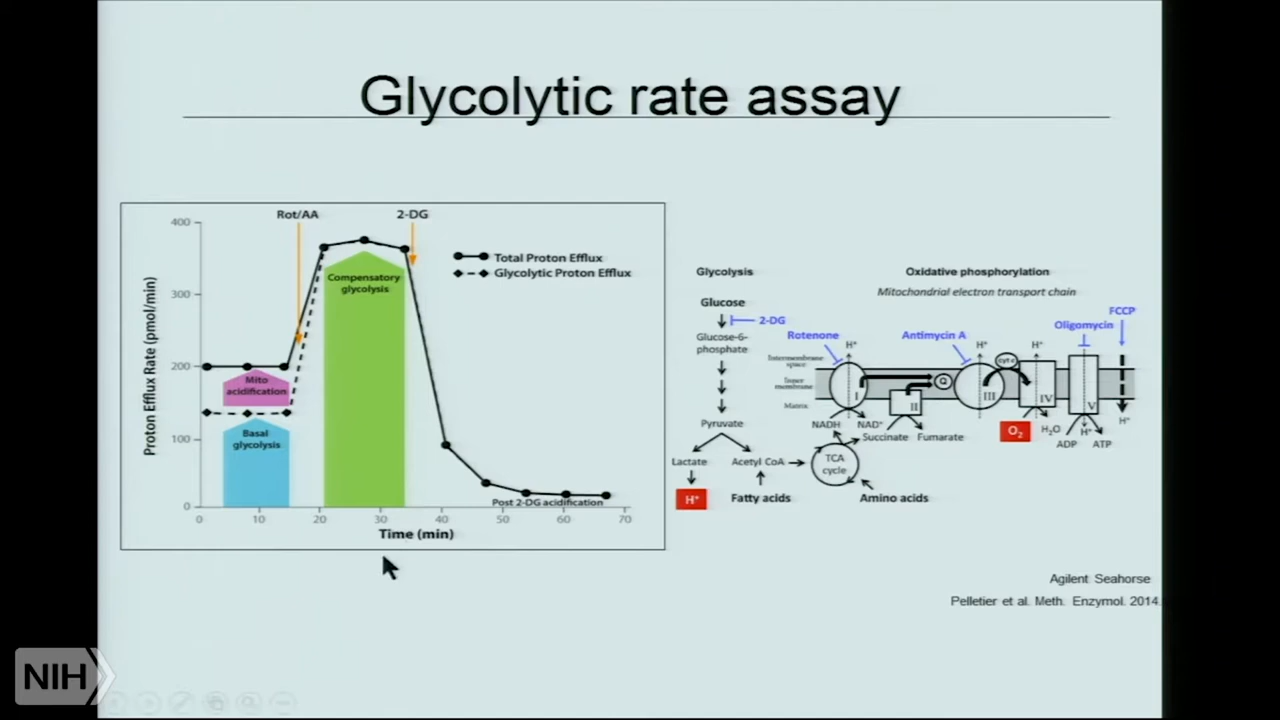 Glycolytic rate assay
Rot/AA
2-DG
400
300
200
100
0
Proton Efflux Rate (pmol/min)
Total Proton Efflux
Glycolytic Proton Efflux
Compensatory
glycolysis
Mito
acidification
Basal
glycolysis
Post 2-DG acidification
0 10 20 30 40 50 60 70
Time (min)
Glycolysis
Glucose
2-DG
Glucose-6-
phosphate
Pyruvate
Lactate
Acetyl CoA
H⁺
Fatty acids
Amino acids
TCA
cycle
Oxidative phosphorylation
Mitochondrial electron transport chain
FCCP
Oligomycin
Rotenone
Antimycin A
H⁺
H⁺
H⁺
Intermembrane
space
Inner
membrane
Matrix
I
Q
II
III
cyt c
IV
V
NADH
NAD⁺
Succinate
Fumarate
O₂
H₂O
ADP
H⁺
ATP
H⁺
Agilent Seahorse
Pelletier et al. Meth. Enzymol. 2014.
NIH